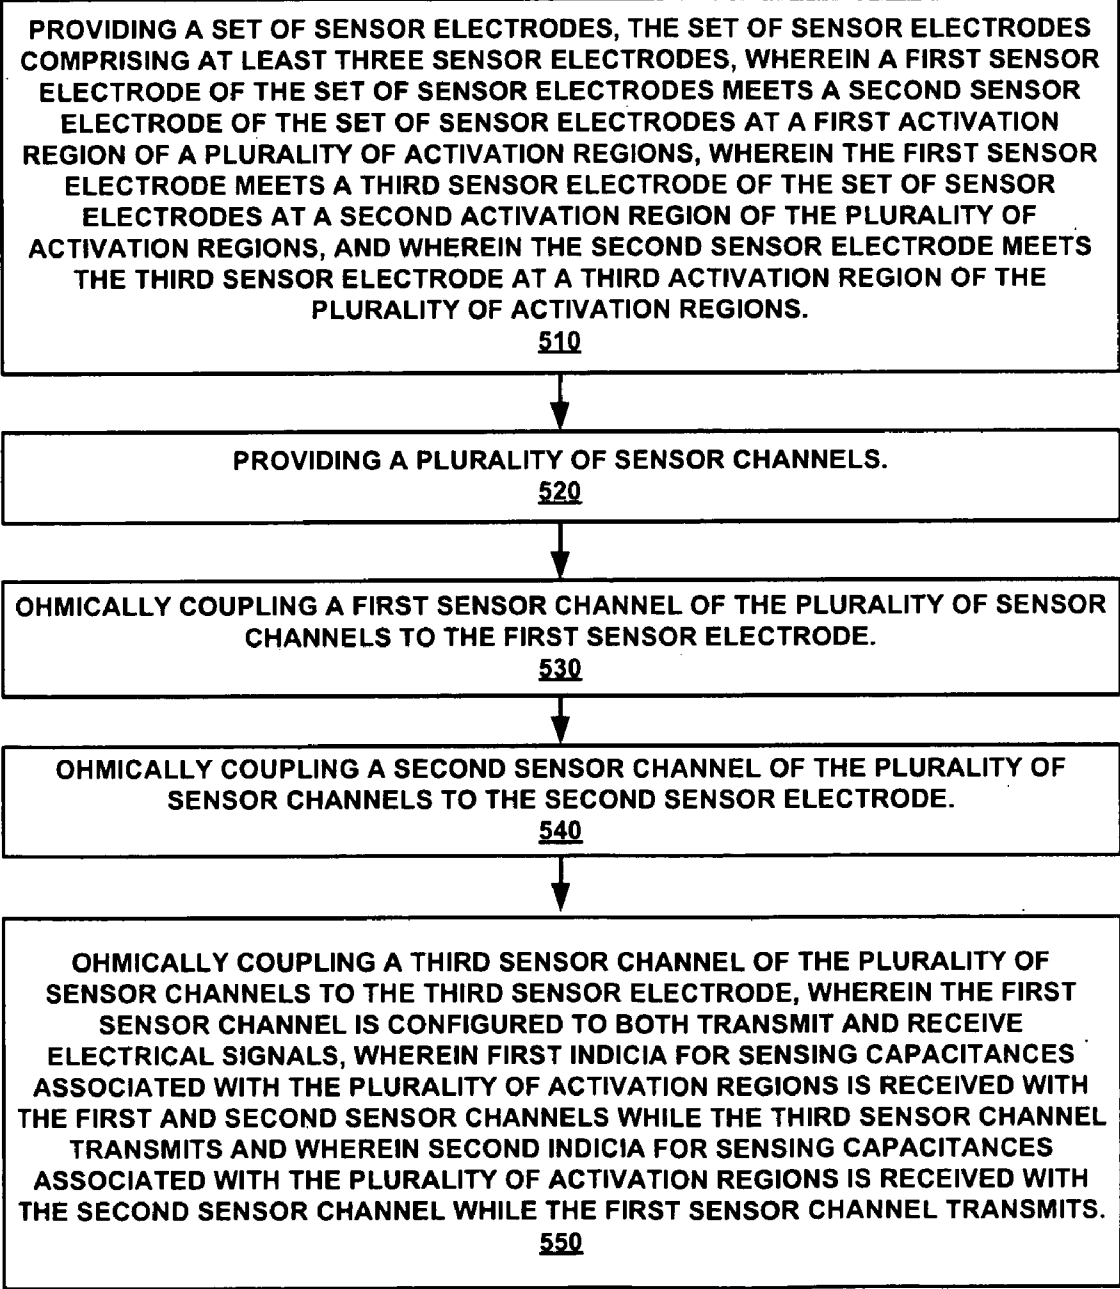 PROVIDING A SET OF SENSOR ELECTRODES, THE SET OF SENSOR ELECTRODES
COMPRISING AT LEAST THREE SENSOR ELECTRODES, WHEREIN A FIRST SENSOR
ELECTRODE OF THE SET OF SENSOR ELECTRODES MEETS A SECOND SENSOR
ELECTRODE OF THE SET OF SENSOR ELECTRODES AT A FIRST ACTIVATION
REGION OF A PLURALITY OF ACTIVATION REGIONS, WHEREIN THE FIRST SENSOR
ELECTRODE MEETS A THIRD SENSOR ELECTRODE OF THE SET OF SENSOR
ELECTRODES AT A SECOND ACTIVATION REGION OF THE PLURALITY OF
ACTIVATION REGIONS, AND WHEREIN THE SECOND SENSOR ELECTRODE MEETS
THE THIRD SENSOR ELECTRODE AT A THIRD ACTIVATION REGION OF THE
PLURALITY OF ACTIVATION REGIONS.
510
PROVIDING A PLURALITY OF SENSOR CHANNELS.
520
OHMICALLY COUPLING A FIRST SENSOR CHANNEL OF THE PLURALITY OF SENSOR
CHANNELS TO THE FIRST SENSOR ELECTRODE.
530
OHMICALLY COUPLING A SECOND SENSOR CHANNEL OF THE PLURALITY OF
SENSOR CHANNELS TO THE SECOND SENSOR ELECTRODE.
540
OHMICALLY COUPLING A THIRD SENSOR CHANNEL OF THE PLURALITY OF
SENSOR CHANNELS TO THE THIRD SENSOR ELECTRODE, WHEREIN THE FIRST
SENSOR CHANNEL IS CONFIGURED TO BOTH TRANSMIT AND RECEIVE
ELECTRICAL SIGNALS, WHEREIN FIRST INDICIA FOR SENSING CAPACITANCES
ASSOCIATED WITH THE PLURALITY OF ACTIVATION REGIONS IS RECEIVED WITH
THE FIRST AND SECOND SENSOR CHANNELS WHILE THE THIRD SENSOR CHANNEL
TRANSMITS AND WHEREIN SECOND INDICIA FOR SENSING CAPACITANCES
ASSOCIATED WITH THE PLURALITY OF ACTIVATION REGIONS IS RECEIVED WITH
THE SECOND SENSOR CHANNEL WHILE THE FIRST SENSOR CHANNEL TRANSMITS.
550